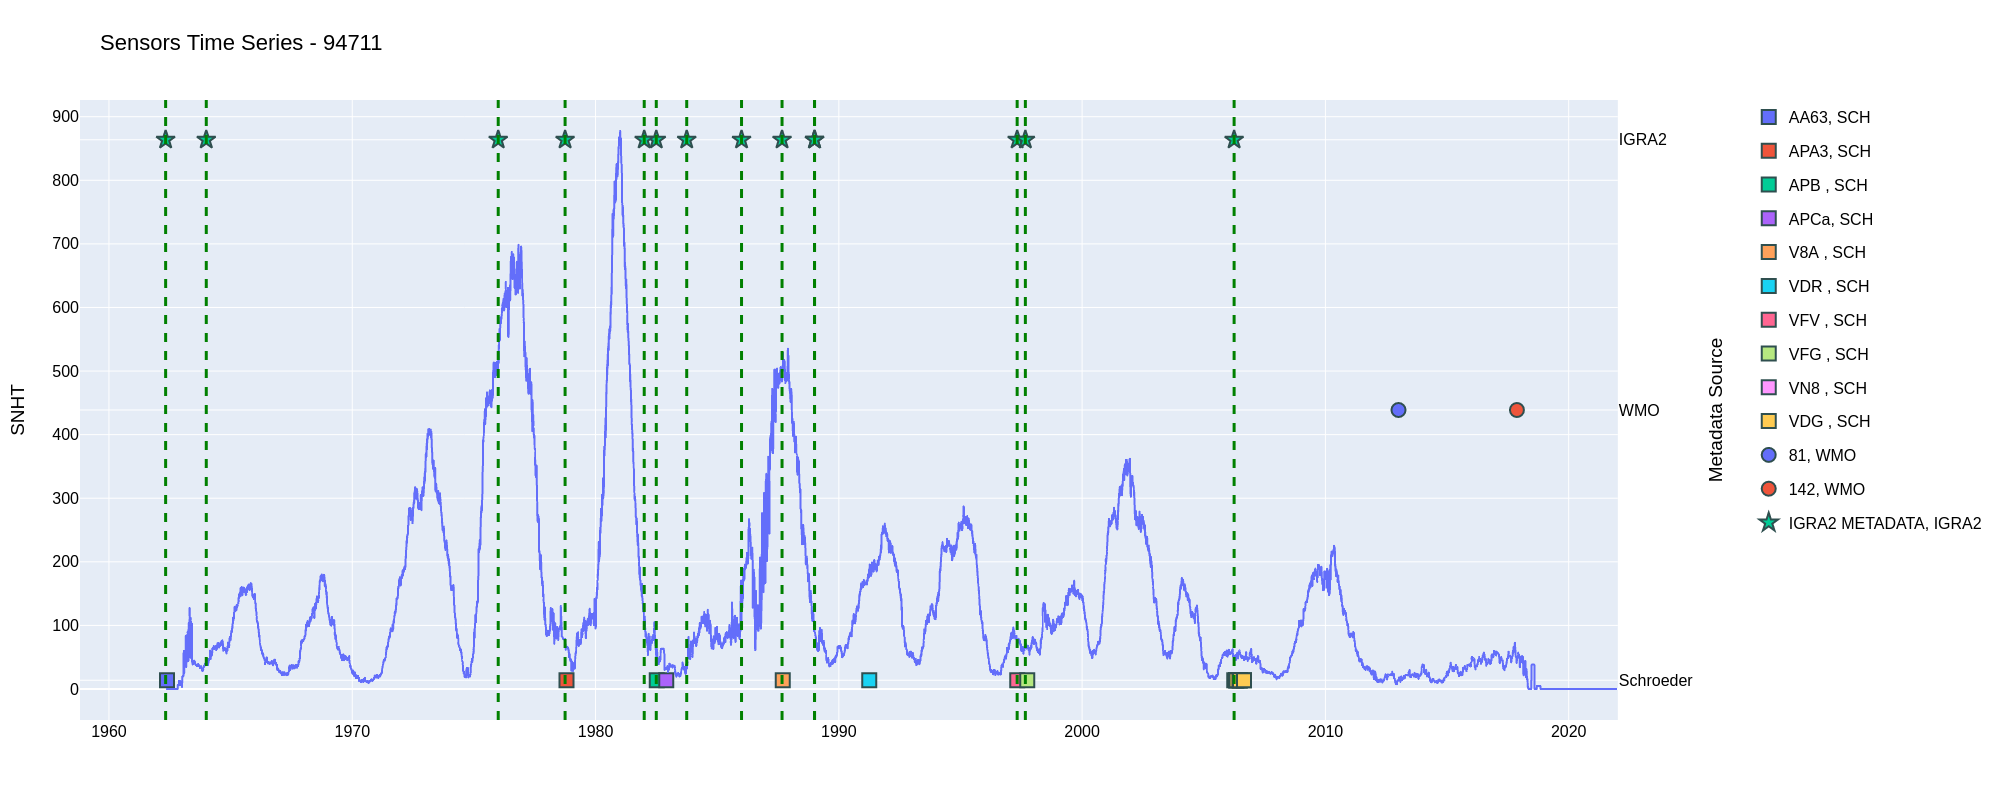 Sensors Time Series - 94711
900
800
700
600
500
400
300
200
100
0
SNHT
1960
1970
1980
1990
2000
2010
2020
IGRA2
WMO
Schroeder
Metadata Source
AA63, SCH
APA3, SCH
APB , SCH
APCa, SCH
V8A , SCH
VDR , SCH
VFV , SCH
VFG , SCH
VN8 , SCH
VDG , SCH
81, WMO
142, WMO
IGRA2 METADATA, IGRA2